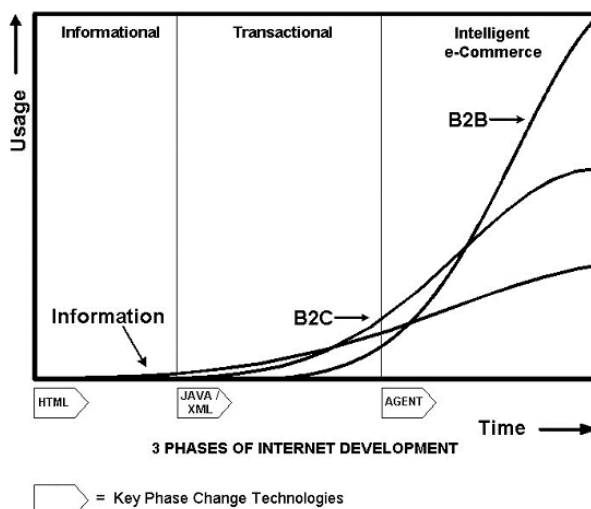 Informational
Transactional
Intelligent
e-Commerce
Usage
B2B
B2C
Information
HTML
JAVA /
XML
AGENT
Time
3 PHASES OF INTERNET DEVELOPMENT
= Key Phase Change Technologies